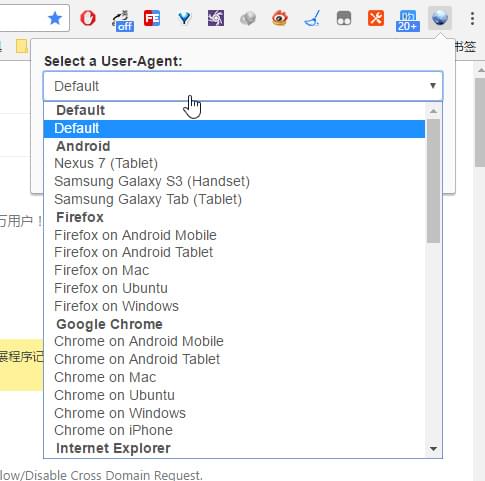 off
FE
20+
书签
Select a User-Agent:
Default
Default
Default
Android
Nexus 7 (Tablet)
Samsung Galaxy S3 (Handset)
Samsung Galaxy Tab (Tablet)
万用户!
Firefox
Firefox on Android Mobile
Firefox on Android Tablet
Firefox on Mac
Firefox on Ubuntu
Firefox on Windows
Google Chrome
Chrome on Android Mobile
展程序记
Chrome on Android Tablet
Chrome on Mac
Chrome on Ubuntu
Chrome on Windows
Chrome on iPhone
Internet Explorer
low/Disable Cross Domain Request.